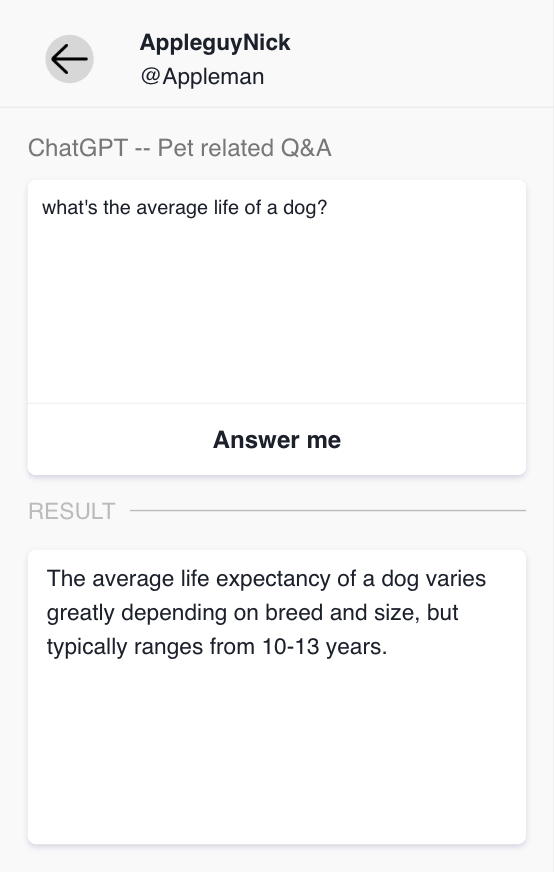 AppleguyNick
@Appleman
ChatGPT -- Pet related Q&A
what's the average life of a dog?
Answer me
RESULT
The average life expectancy of a dog varies
greatly depending on breed and size, but
typically ranges from 10-13 years.